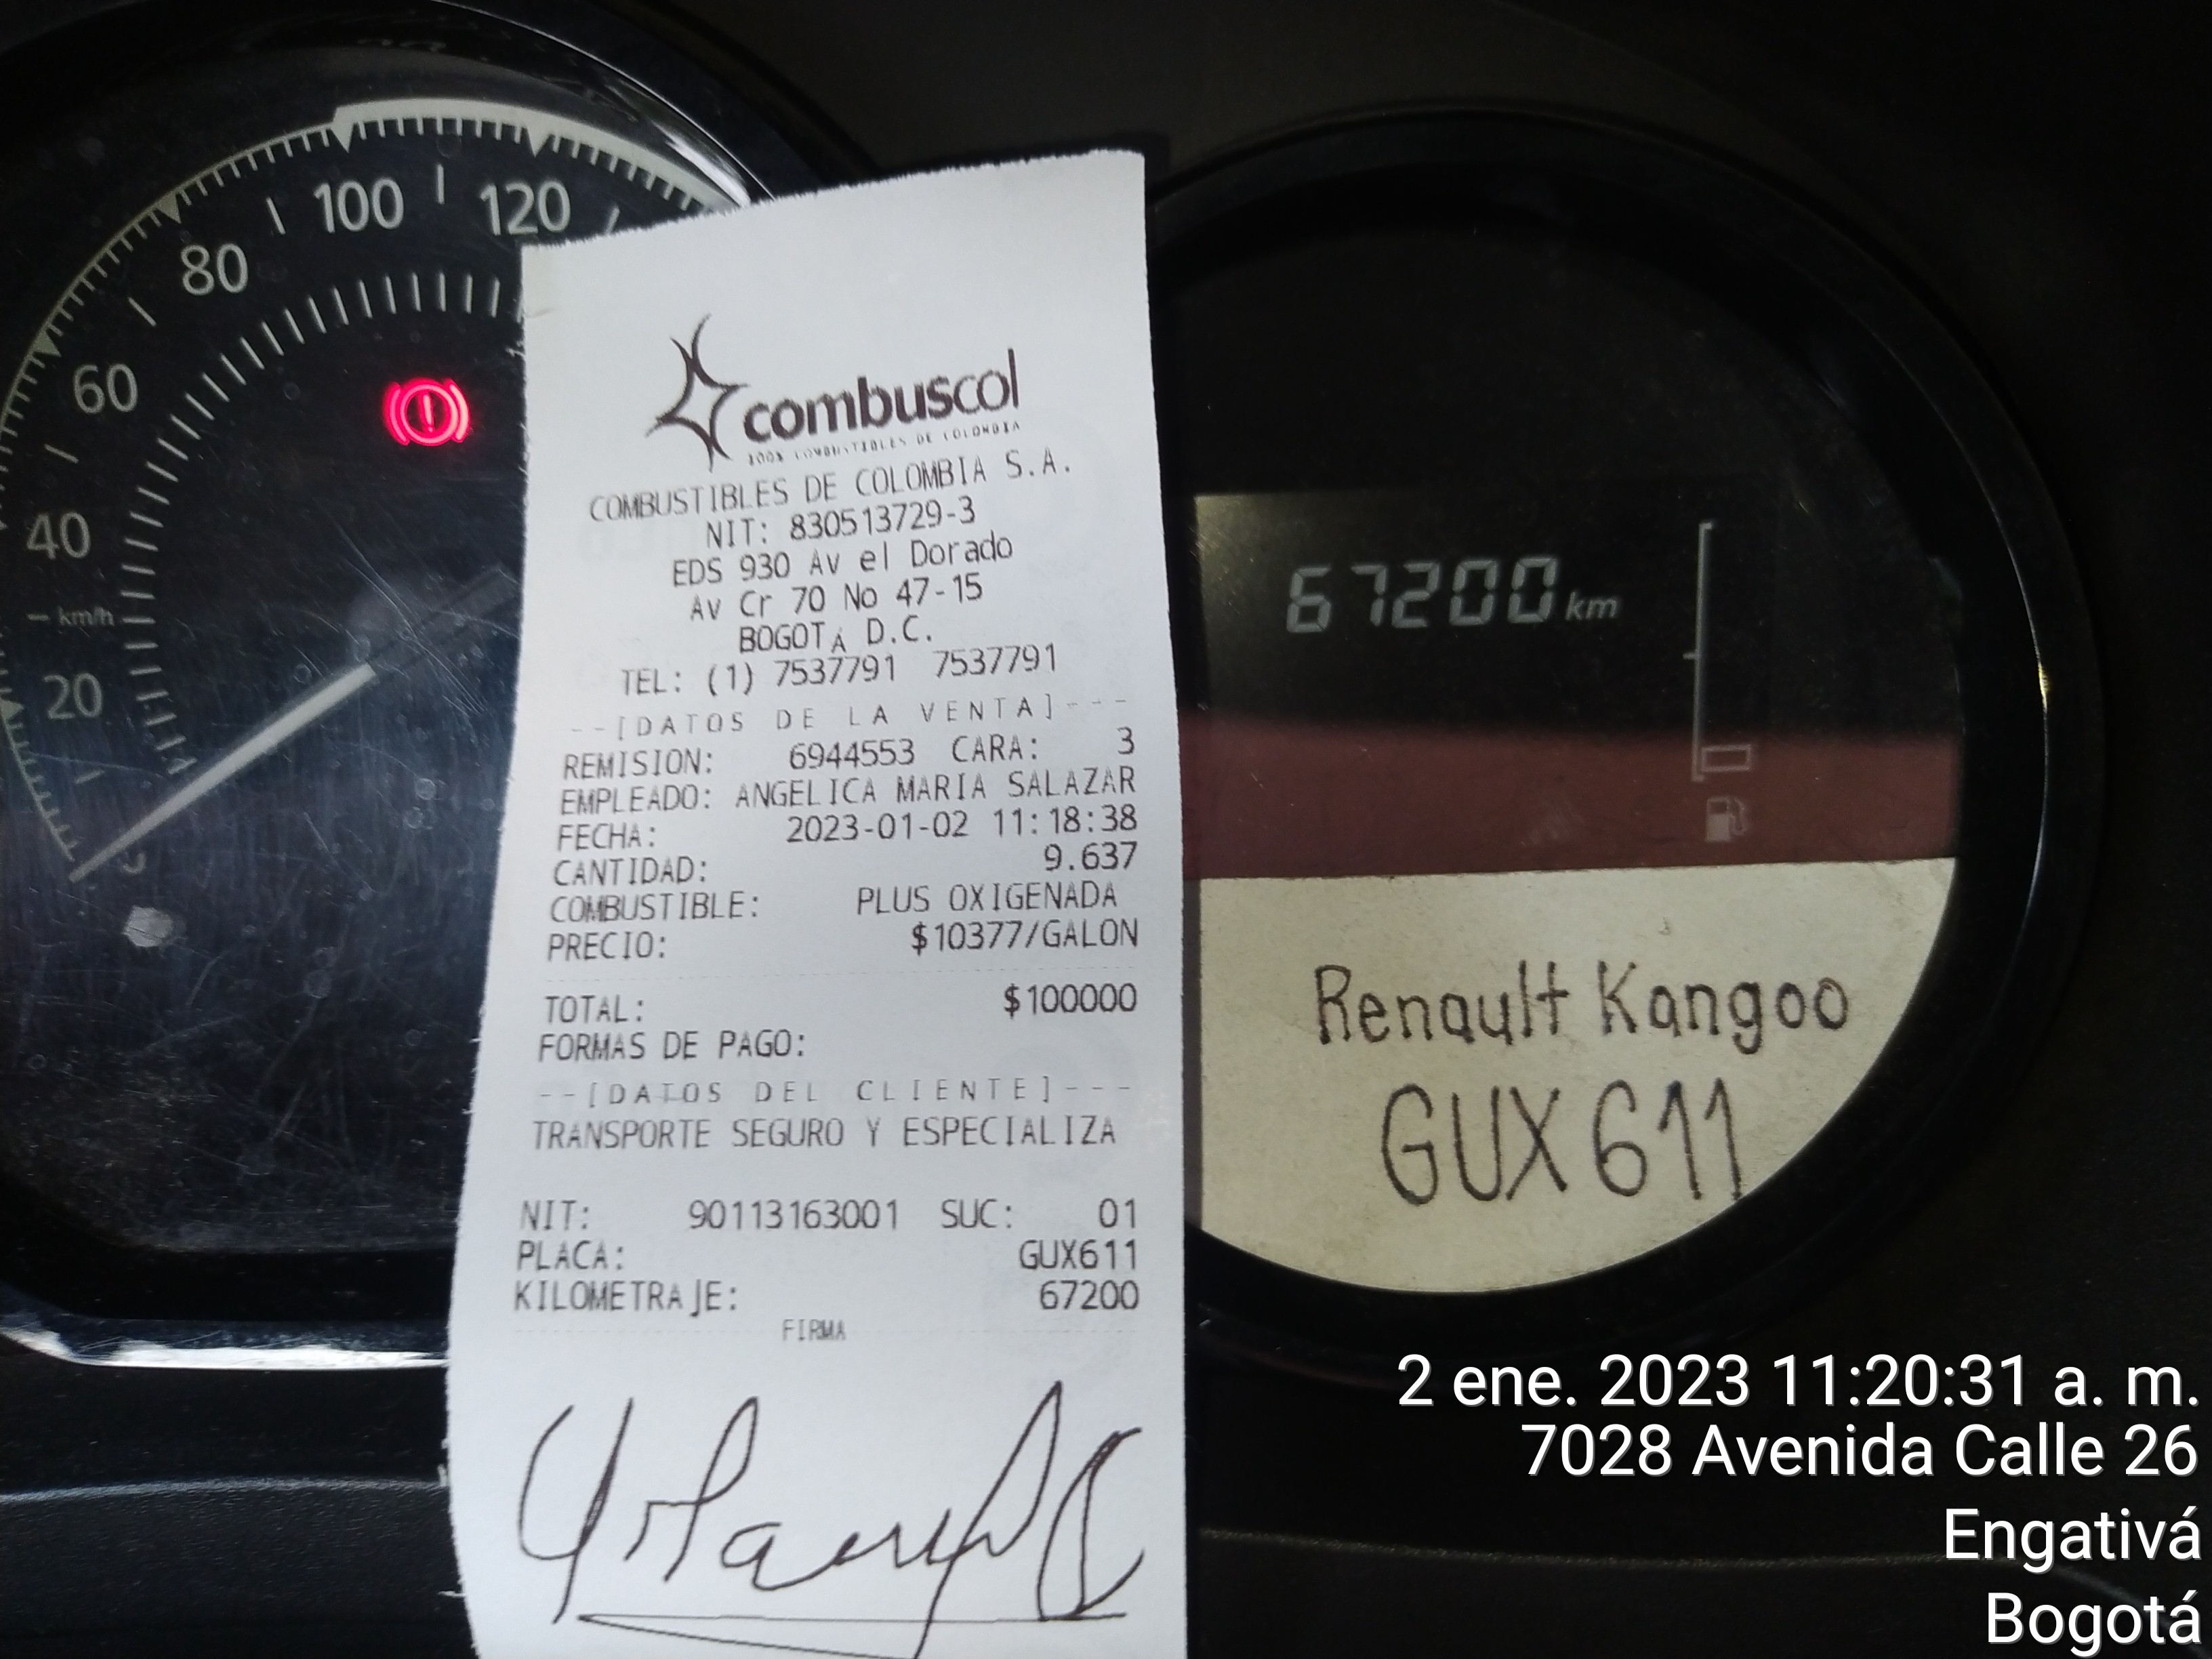 100
120
80
60
40
km/h
20
combuscol
100% COMBUSTIBLES DE COLOMBIA
COMBUSTIBLES DE COLOMBIA S.A.
NIT: 830513729-3
EDS 930 Av el Dorado
Av Cr 70 No 47-15
BOGOTÁ D.C.
TEL: (1) 7537791 7537791
--[DATOS DE LA VENTA]---
REMISION: 6944553 CARA: 3
EMPLEADO: ANGELICA MARIA SALAZAR
FECHA: 2023-01-02 11:18:38
CANTIDAD: 9.637
COMBUSTIBLE: PLUS OXIGENADA
PRECIO: $10377/GALON
TOTAL: $100000
FORMAS DE PAGO:
--[DATOS DEL CLIENTE]---
TRANSPORTE SEGURO Y ESPECIALIZA
NIT: 90113163001 SUC: 01
PLACA: GUX611
KILOMETRAJE: 67200
FIRMA
67200 km
Renault Kangoo
GUX 611
2 ene. 2023 11:20:31 a. m.
7028 Avenida Calle 26
Engativá
Bogotá